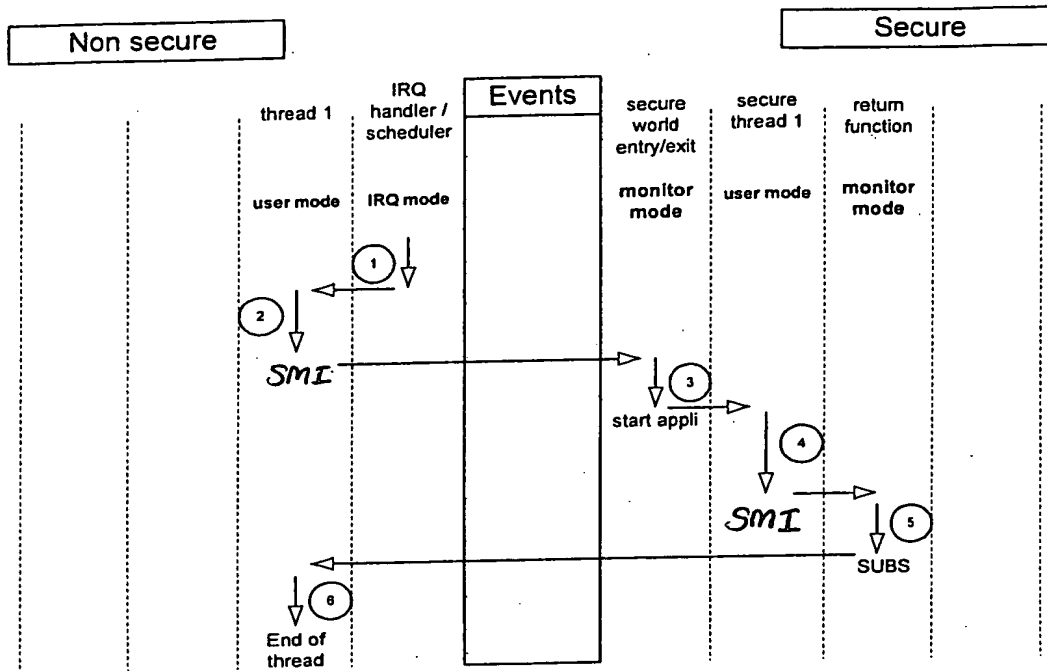 Non secure
Secure
thread 1
IRQ
handler /
scheduler
Events
secure
world
entry/exit
secure
thread 1
return
function
user mode
IRQ mode
monitor
mode
user mode
monitor
mode
1
2
SMI
3
start appli
4
SMI
5
SUBS
6
End of
thread